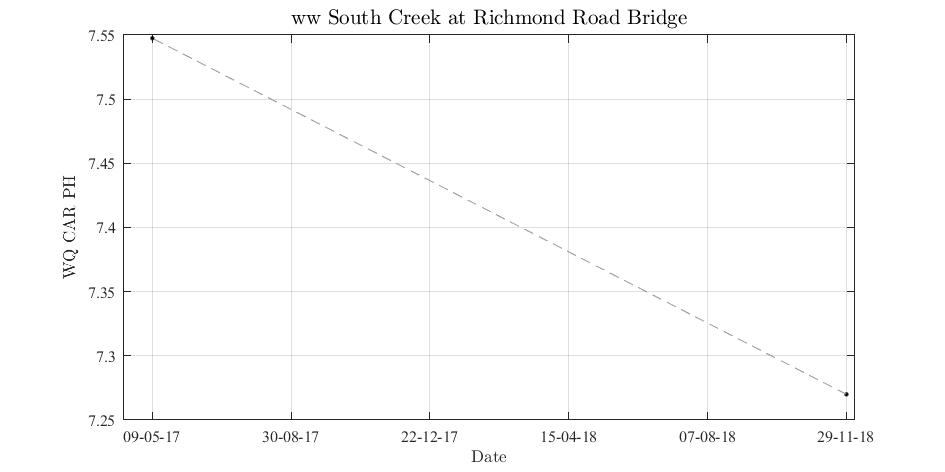 ww South Creek at Richmond Road Bridge
7.55
7.5
7.45
7.4
7.35
7.3
7.25
WQ CAR PH
09-05-17 30-08-17 22-12-17 15-04-18 07-08-18 29-11-18
Date